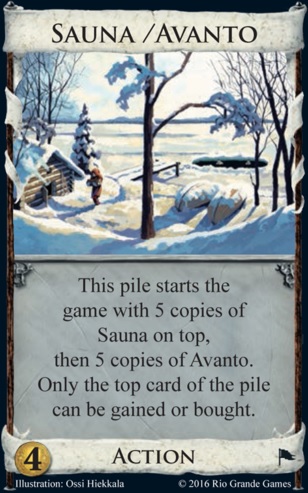 SAUNA / AVANTO
This pile starts the
game with 5 copies of
Sauna on top,
then 5 copies of Avanto.
Only the top card of the pile
can be gained or bought.
4
ACTION
Illustration: Ossi Hiekkala © 2016 Rio Grande Games